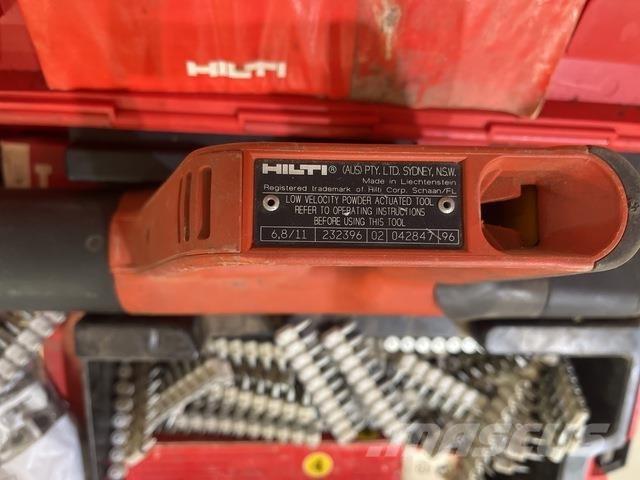 HILTI
HILTI® (AUS) PTY. LTD. SYDNEY, N.S.W.
Made in Liechtenstein
Registered trademark of Hilti Corp. Schaan/FL
LOW VELOCITY POWDER ACTUATED TOOL
REFER TO OPERATING INSTRUCTIONS
BEFORE USING THIS TOOL
6,8/11 232396 02 042847 96
MASCUS